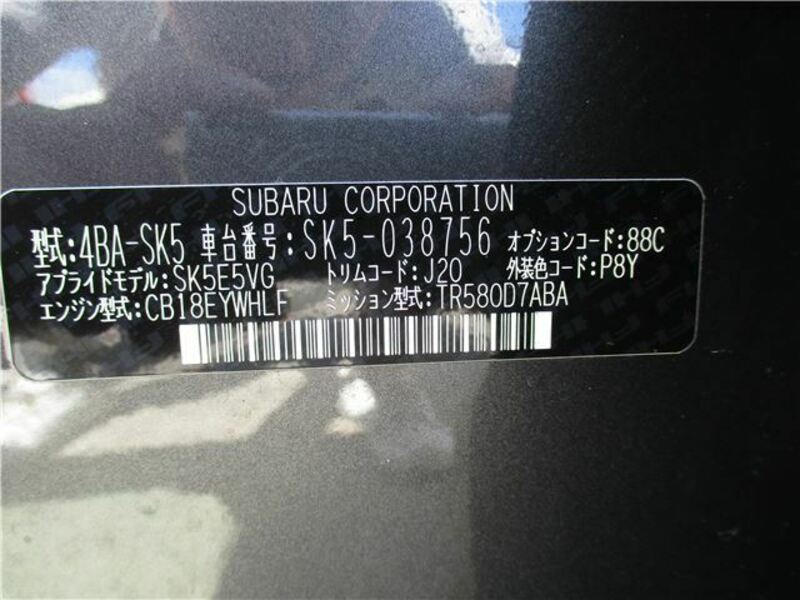 SUBARU CORPORATION
型式:4BA-SK5 車台番号:SK5-038756 オプションコード:88C
アプライドモデル:SK5E5VG トリムコード:J20 外装色コード:P8Y
エンジン型式:CB18EYWHLF ミッション型式:TR580D7ABA